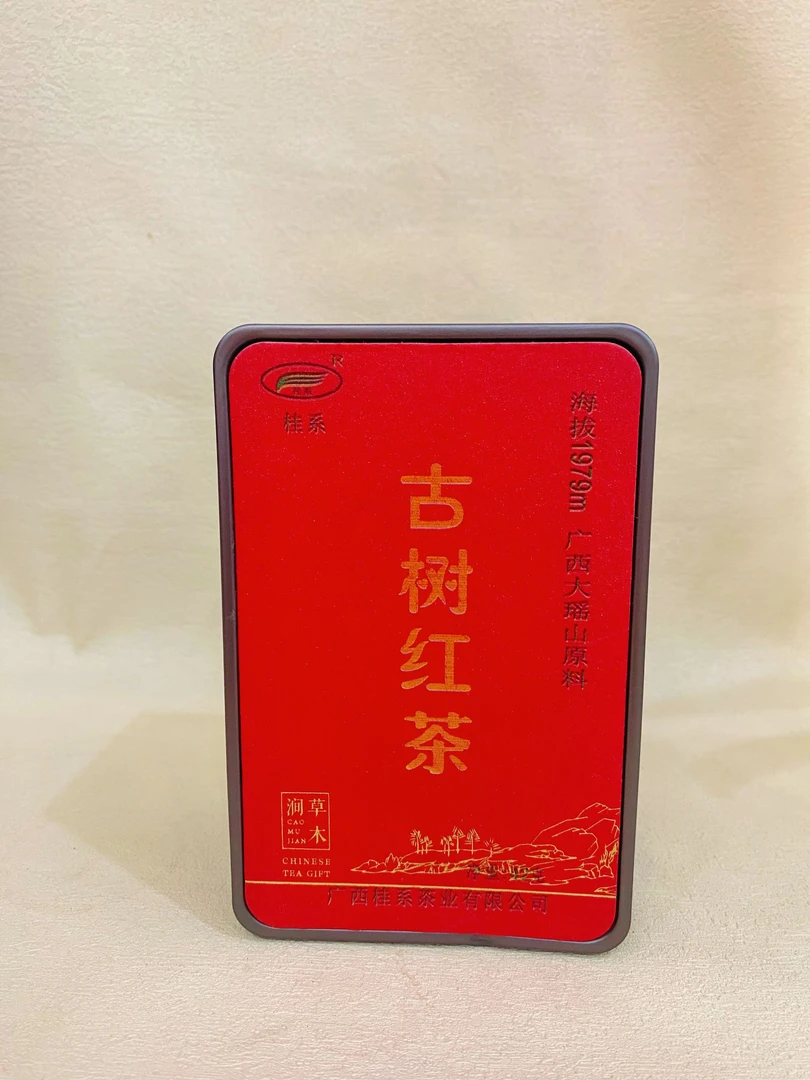 R
桂系
海拔1979m 广西大瑶山原料
古树红茶
草木涧
CAO
MU
JIAN
CHINESE
TEA GIFT
广西桂系茶业有限公司